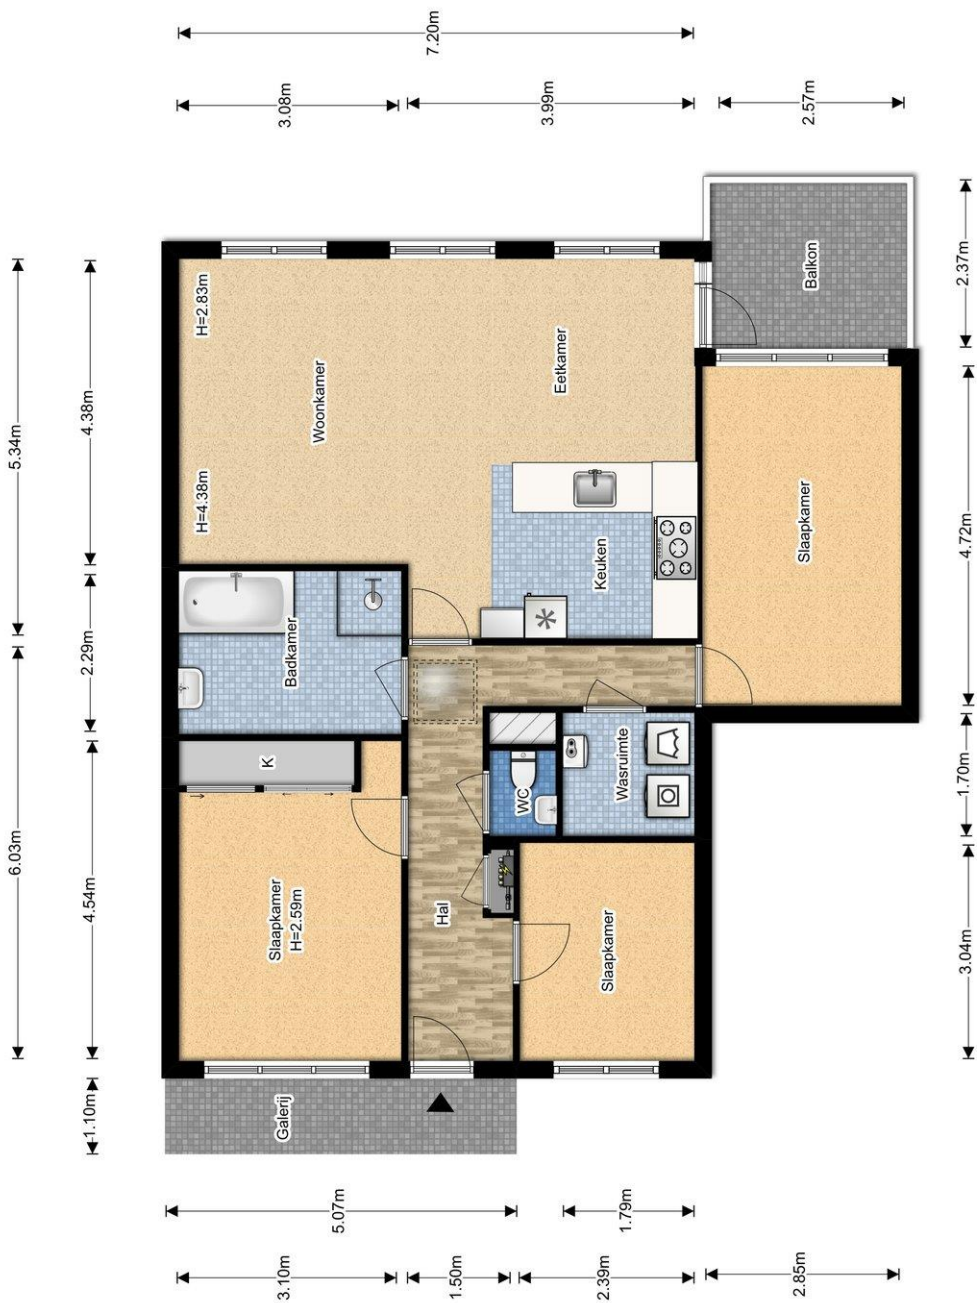 7.20m
3.08m
3.99m
2.57m
5.34m
4.38m
2.29m
6.03m
4.54m
1.10m
2.37m
4.72m
1.70m
3.04m
H=2.83m
Woonkamer
H=4.38m
Eetkamer
Balkon
Keuken
Slaapkamer
Badkamer
K
Slaapkamer
H=2.59m
Hal
WC
Wasruimte
Slaapkamer
Galerij
5.07m
1.79m
3.10m
1.50m
2.39m
2.85m